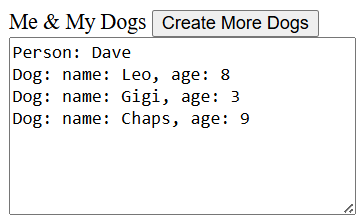 Me & My Dogs Create More Dogs
Person: Dave
Dog: name: Leo, age: 8
Dog: name: Gigi, age: 3
Dog: name: Chaps, age: 9